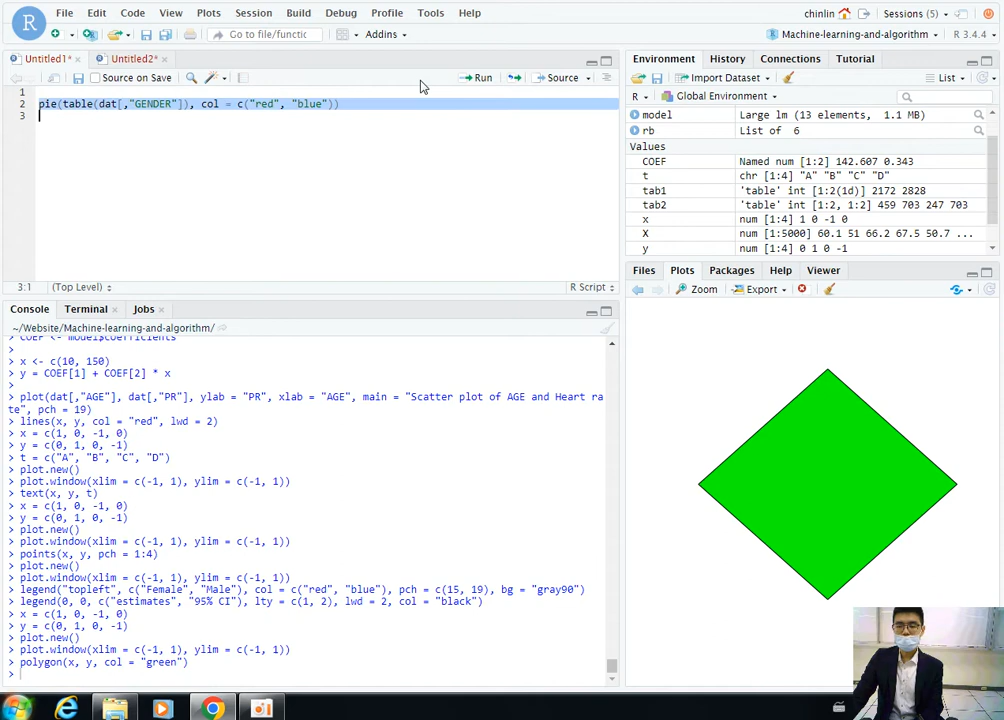 File Edit Code View Plots Session Build Debug Profile Tools Help
chinlin Sessions (5)
R Go to file/functic Addins Machine-learning-and-algorithm R 3.4.4
Untitled1* × Untitled2* ×
Source on Save Run Source
1
2 pie(table(dat[,"GENDER"]), col = c("red", "blue"))
3
3:1 (Top Level) R Script
Console Terminal × Jobs ×
~/Website/Machine-learning-and-algorithm/
> COEF <- model$coefficients
>
> x <- c(10, 150)
> y = COEF[1] + COEF[2] * x
>
> plot(dat[,"AGE"], dat[,"PR"], ylab = "PR", xlab = "AGE", main = "Scatter plot of AGE and Heart ra
te", pch = 19)
> lines(x, y, col = "red", lwd = 2)
> x = c(1, 0, -1, 0)
> y = c(0, 1, 0, -1)
> t = c("A", "B", "C", "D")
> plot.new()
> plot.window(xlim = c(-1, 1), ylim = c(-1, 1))
> text(x, y, t)
> x = c(1, 0, -1, 0)
> y = c(0, 1, 0, -1)
> plot.new()
> plot.window(xlim = c(-1, 1), ylim = c(-1, 1))
> points(x, y, pch = 1:4)
> plot.new()
> plot.window(xlim = c(-1, 1), ylim = c(-1, 1))
> legend("topleft", c("Female", "Male"), col = c("red", "blue"), pch = c(15, 19), bg = "gray90")
> legend(0, 0, c("estimates", "95% CI"), lty = c(1, 2), lwd = 2, col = "black")
> x = c(1, 0, -1, 0)
> y = c(0, 1, 0, -1)
> plot.new()
> plot.window(xlim = c(-1, 1), ylim = c(-1, 1))
> polygon(x, y, col = "green")
>
Environment History Connections Tutorial
Import Dataset List
R Global Environment
model Large lm (13 elements, 1.1 MB)
rb List of 6
Values
COEF Named num [1:2] 142.607 0.343
t chr [1:4] "A" "B" "C" "D"
tab1 'table' int [1:2(1d)] 2172 2828
tab2 'table' int [1:2, 1:2] 459 703 247 703
x num [1:4] 1 0 -1 0
X num [1:5000] 60.1 51 66.2 67.5 50.7 ...
y num [1:4] 0 1 0 -1
Files Plots Packages Help Viewer
Zoom Export